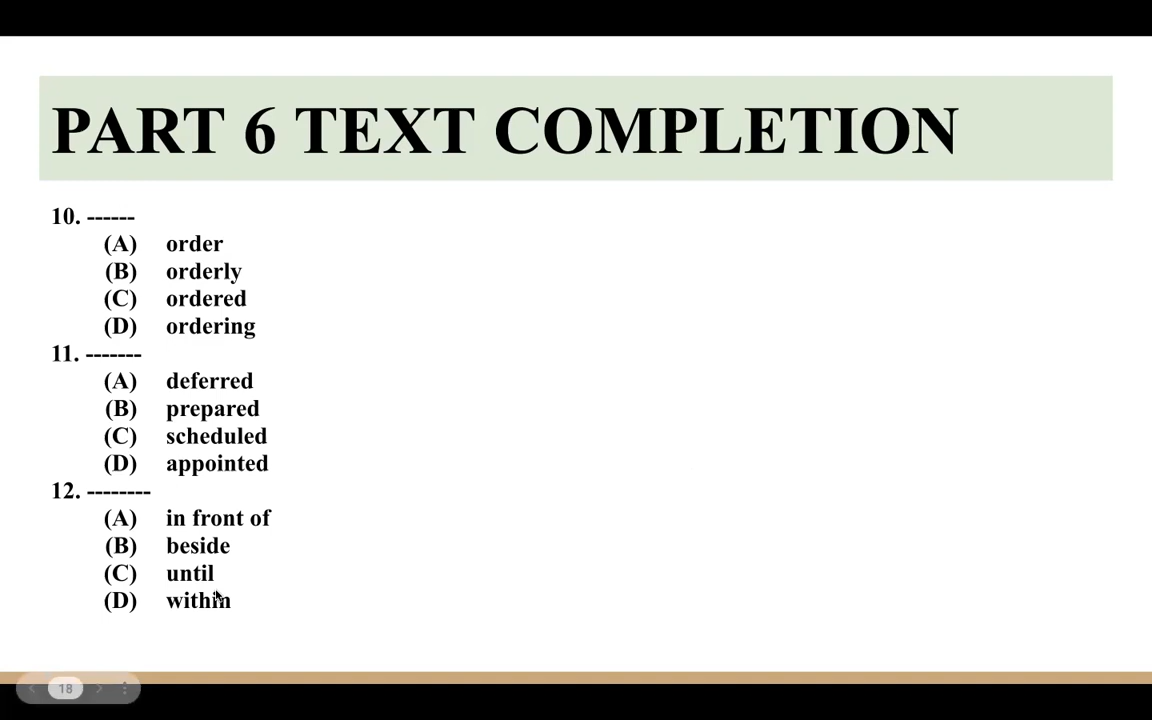 PART 6 TEXT COMPLETION
10. ------
(A) order
(B) orderly
(C) ordered
(D) ordering
11. -------
(A) deferred
(B) prepared
(C) scheduled
(D) appointed
12. --------
(A) in front of
(B) beside
(C) until
(D) within
18